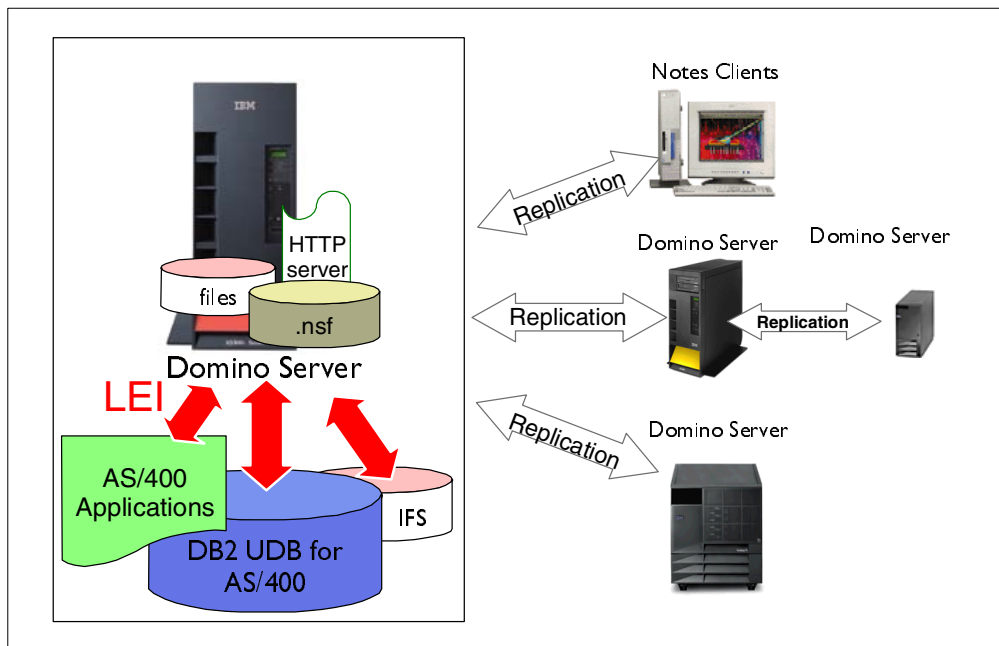 IBM
HTTP
server
files
.nsf
Domino Server
LEI
AS/400
Applications
IFS
DB2 UDB for
AS/400
Notes Clients
Replication
Domino Server
Domino Server
Replication
Replication
Domino Server
Replication